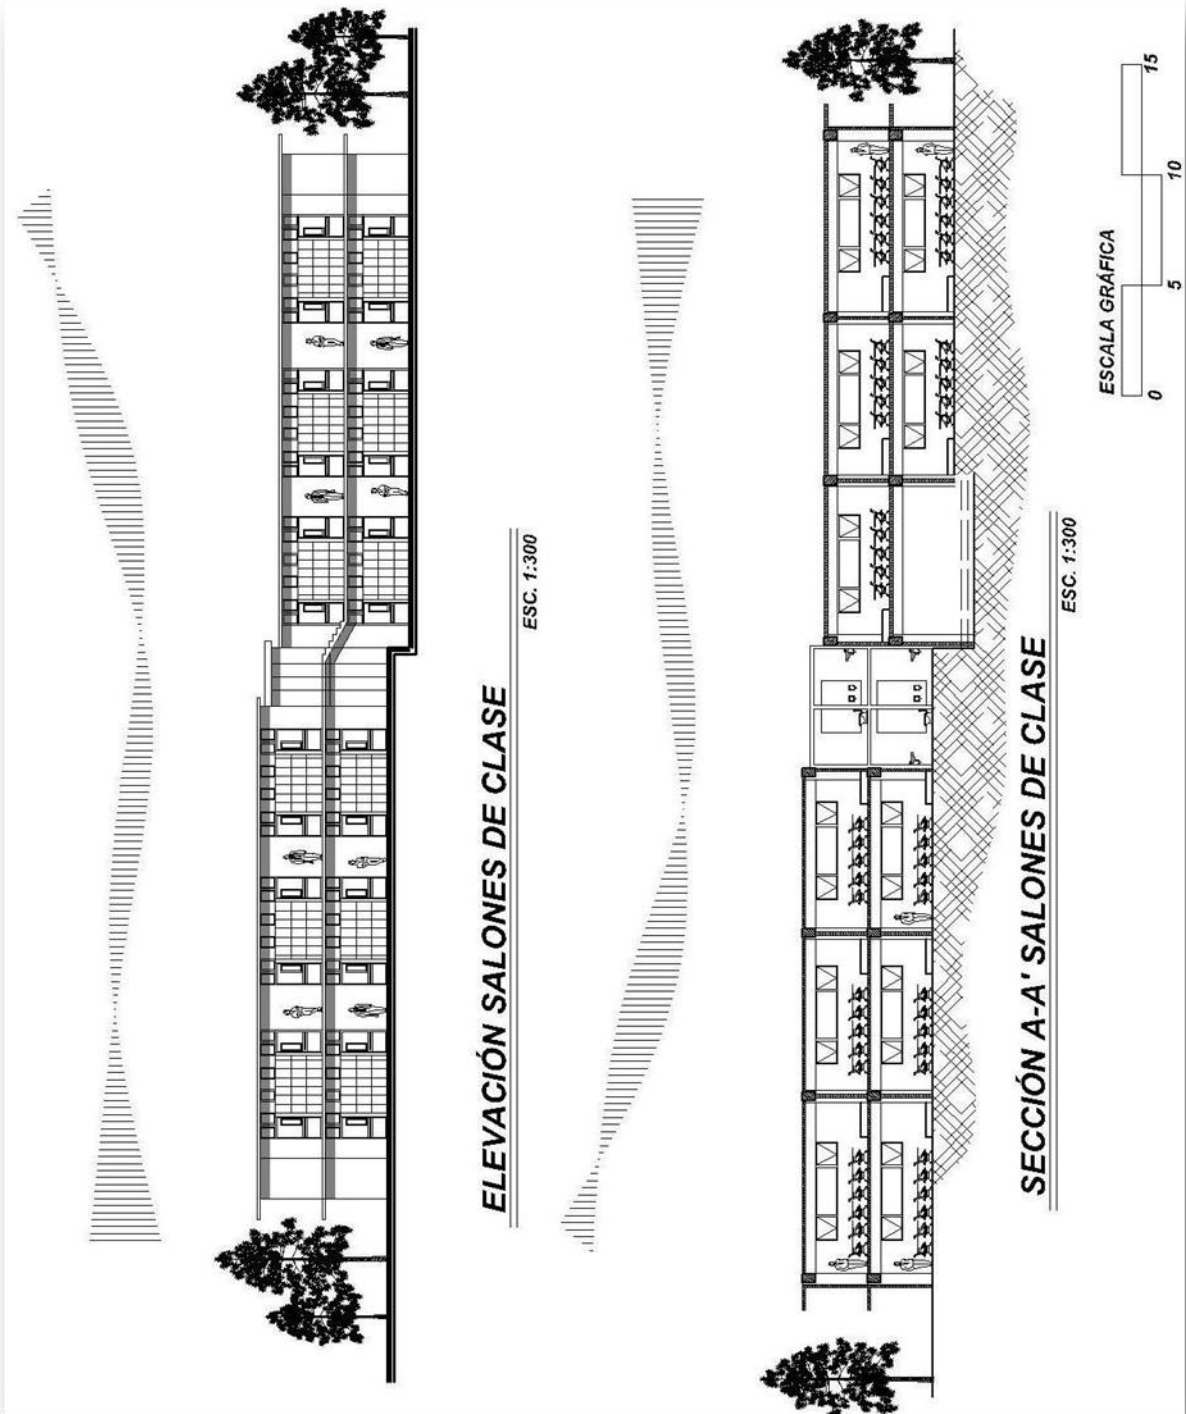 ELEVACIÓN SALONES DE CLASE
ESC. 1:300
SECCIÓN A-A' SALONES DE CLASE
ESC. 1:300
ESCALA GRÁFICA
0 5 10 15